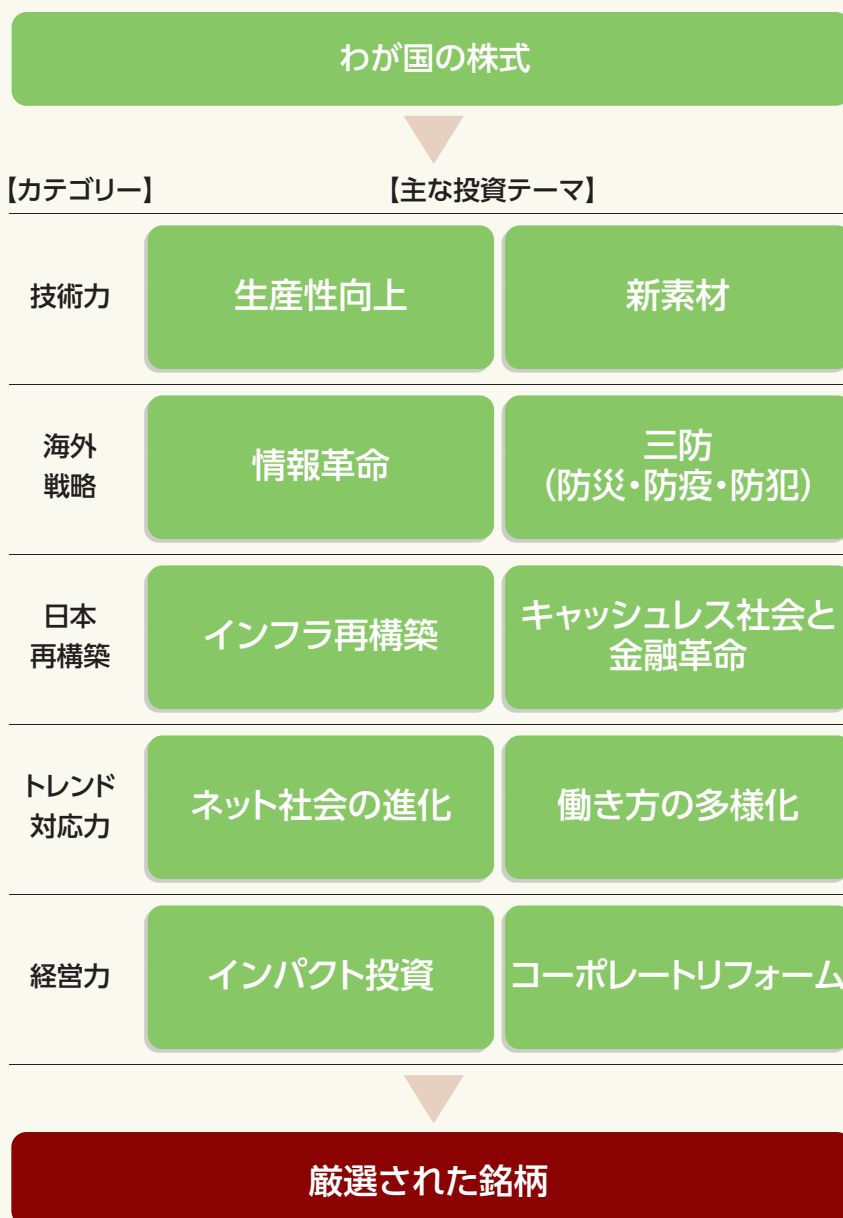 わが国の株式
【カテゴリー】 【主な投資テーマ】
技術力
生産性向上
新素材
海外
戦略
情報革命
三防
（防災・防疫・防犯）
日本
再構築
インフラ再構築
キャッシュレス社会と
金融革命
トレンド
対応力
ネット社会の進化
働き方の多様化
経営力
インパクト投資
コーポレートリフォーム
厳選された銘柄